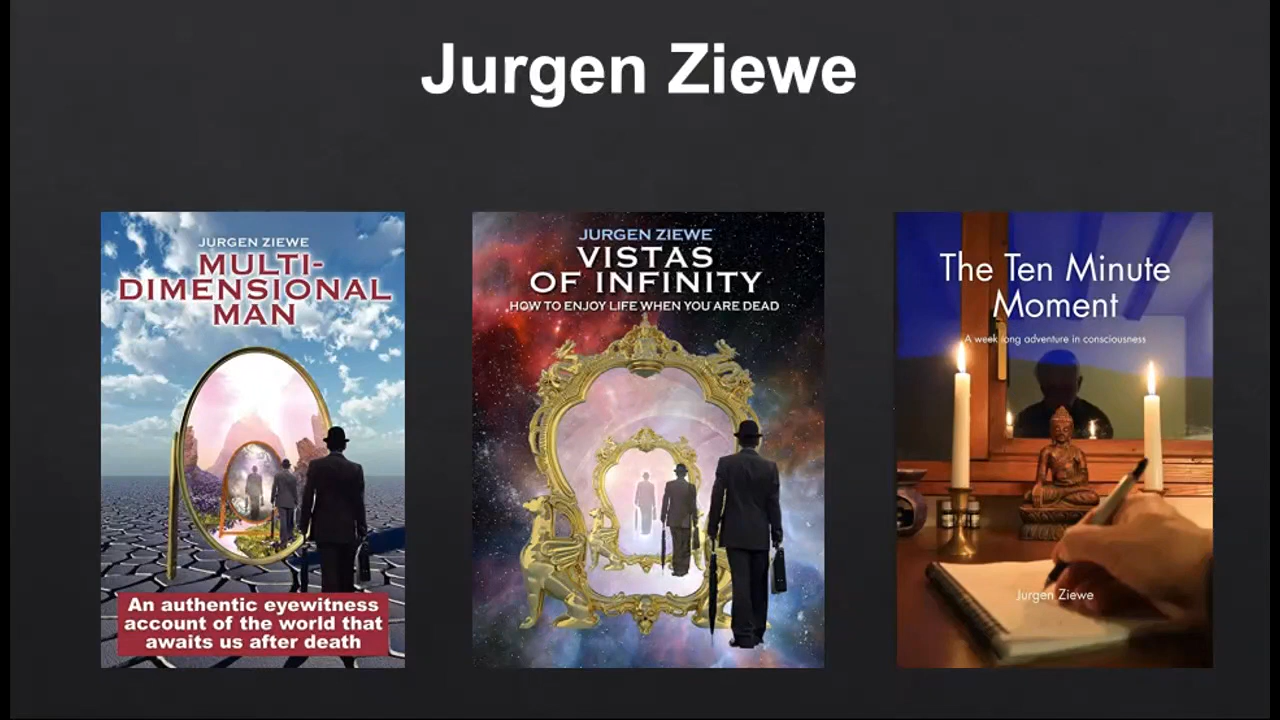 Jurgen Ziewe
JURGEN ZIEWE
MULTI-
DIMENSIONAL
MAN
An authentic eyewitness
account of the world that
awaits us after death
JURGEN ZIEWE
VISTAS
OF INFINITY
HOW TO ENJOY LIFE WHEN YOU ARE DEAD
The Ten Minute
Moment
A week long adventure in consciousness
Jurgen Ziewe